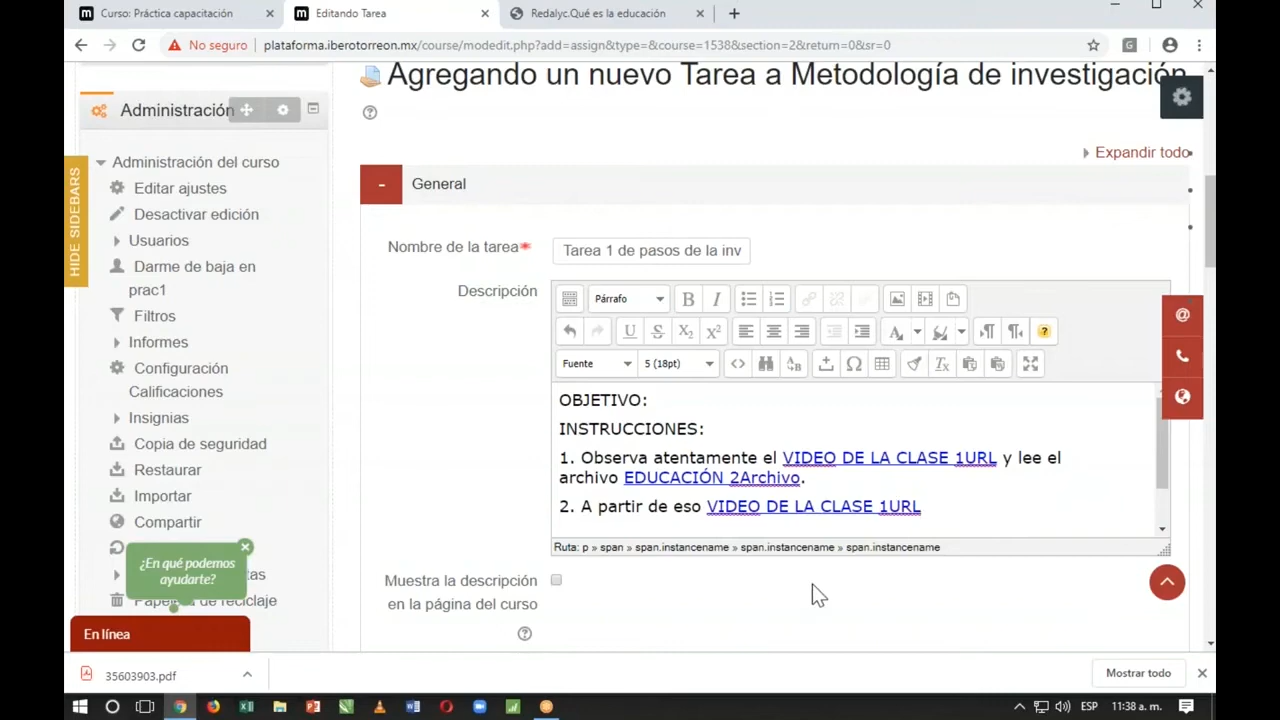 Curso: Práctica capacitación
Editando Tarea
Redalyc.Qué es la educación
No seguro
plataforma.iberotorreon.mx/course/modedit.php?add=assign&type=&course=1538&section=2&return=0&sr=0
Agregando un nuevo Tarea a Metodología de investigación
Administración
Expandir todo
HIDE SIDEBARS
Administración del curso
Editar ajustes
Desactivar edición
Usuarios
Darme de baja en
prac1
Filtros
Informes
Configuración
Calificaciones
Insignias
Copia de seguridad
Restaurar
Importar
Compartir
¿En qué podemos
ayudarte?
as
Papelera de reciclaje
En línea
- General
Nombre de la tarea*
Tarea 1 de pasos de la inv
Descripción
Párrafo
Fuente
5 (18pt)
OBJETIVO:
INSTRUCCIONES:
1. Observa atentamente el VIDEO DE LA CLASE 1URL y lee el
archivo EDUCACIÓN 2Archivo.
2. A partir de eso VIDEO DE LA CLASE 1URL
Ruta: p » span » span.instancename » span.instancename » span.instancename
Muestra la descripción
en la página del curso
35603903.pdf
Mostrar todo
ESP
11:38 a. m.